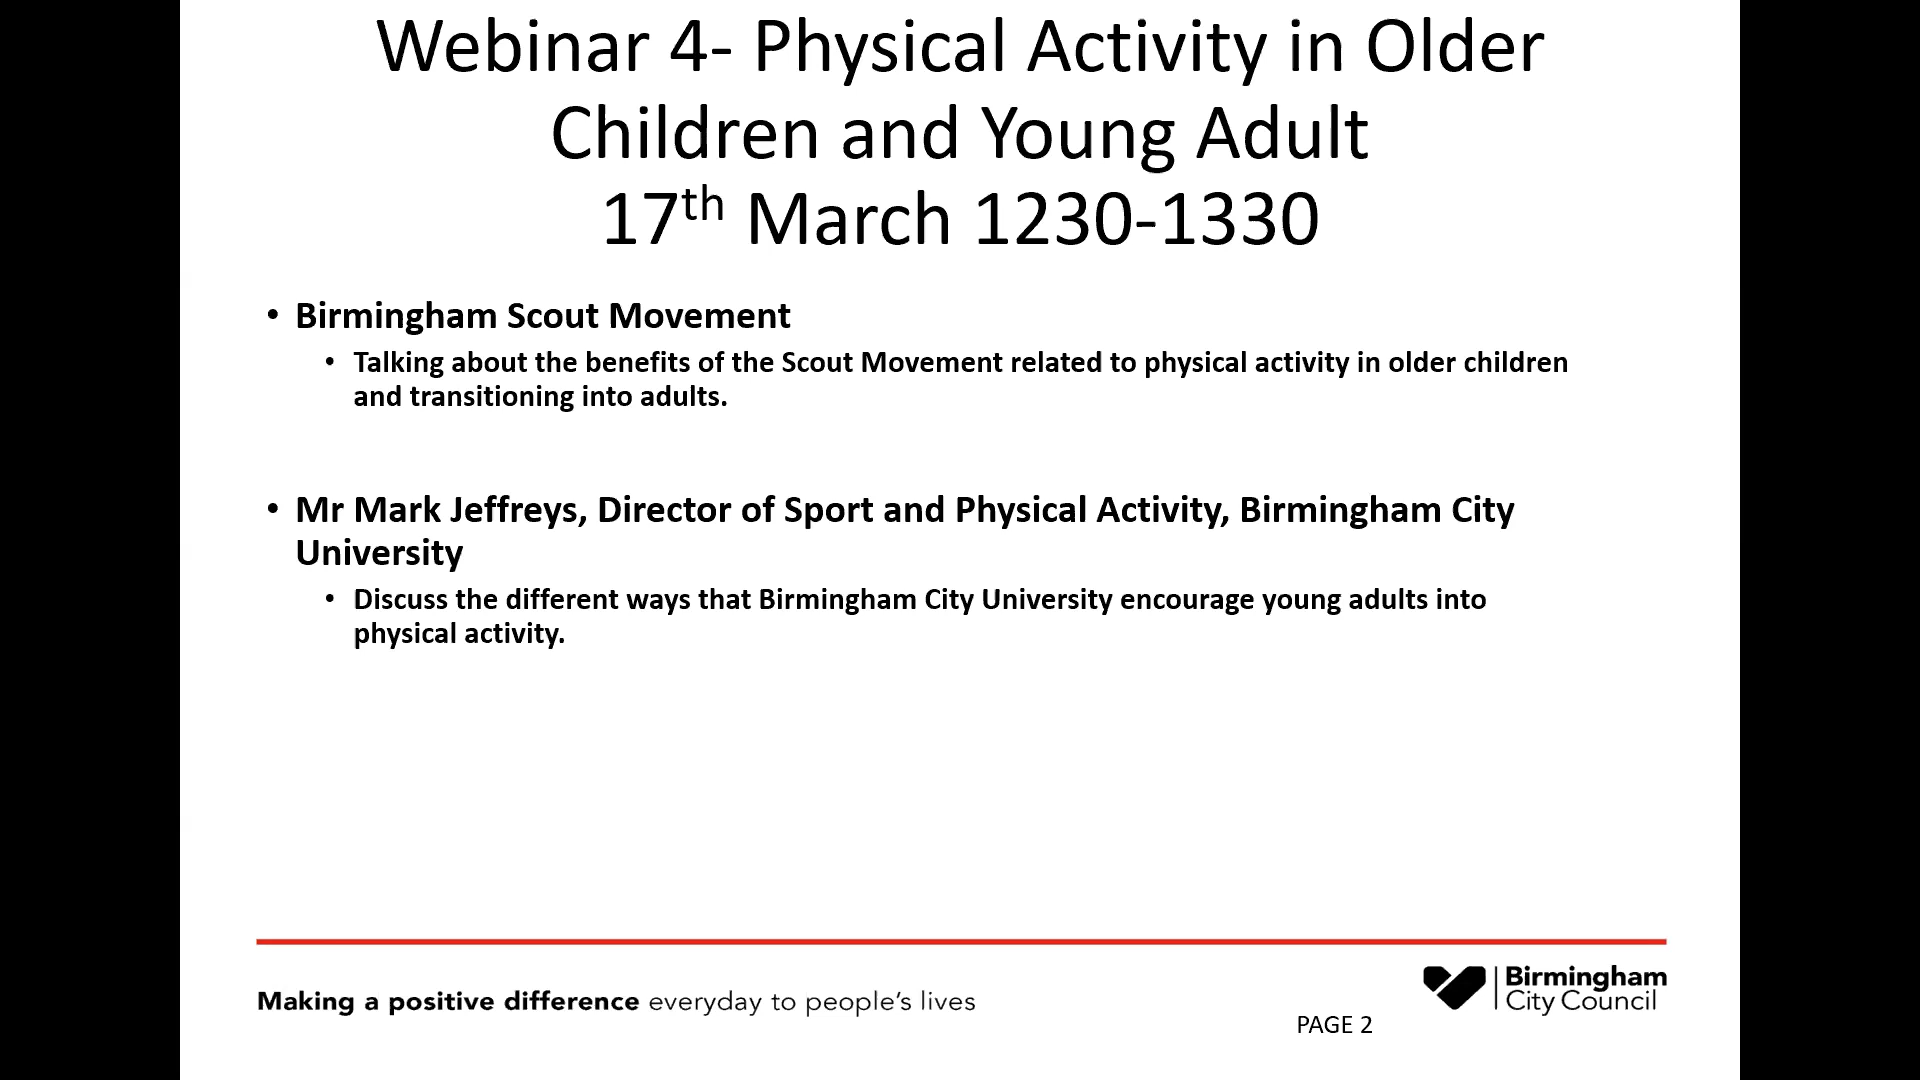 Webinar 4- Physical Activity in Older
Children and Young Adult
17th March 1230-1330
• Birmingham Scout Movement
• Talking about the benefits of the Scout Movement related to physical activity in older children
and transitioning into adults.
• Mr Mark Jeffreys, Director of Sport and Physical Activity, Birmingham City
University
• Discuss the different ways that Birmingham City University encourage young adults into
physical activity.
Making a positive difference everyday to people's lives
PAGE 2
Birmingham
City Council